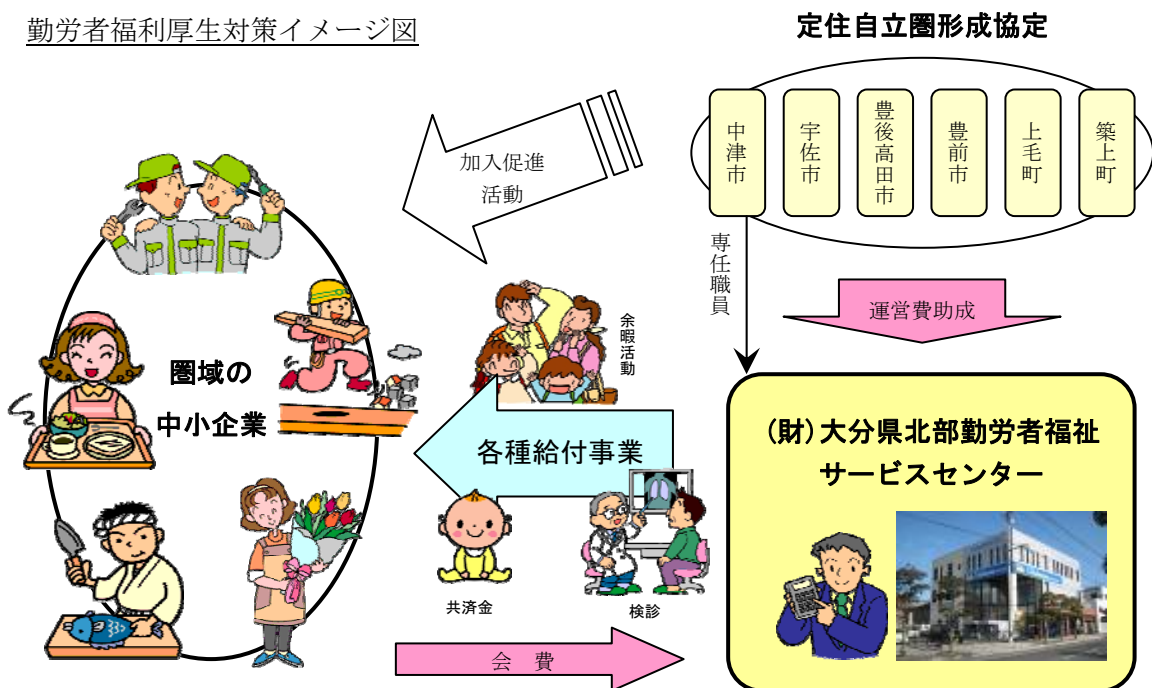 勤労者福利厚生対策イメージ図
定住自立圏形成協定
中津市
宇佐市
豊後高田市
豊前市
上毛町
築上町
加入促進
活動
専任職員
運営費助成
余暇活動
圏域の
中小企業
各種給付事業
(財)大分県北部勤労者福祉
サービスセンター
共済金
検診
会 費